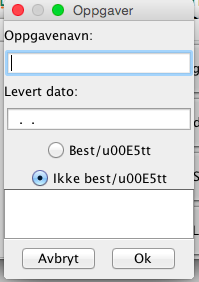 Oppgaver
Oppgavenavn:
Levert dato:
. .
Best/u00E5tt
Ikke best/u00E5tt
Avbryt Ok